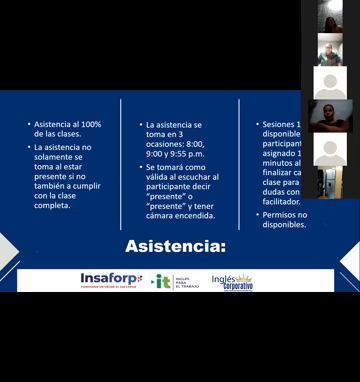 • Asistencia al 100%
de las clases.
• La asistencia no
solamente se
toma al estar
presente si no
también a cumplir
con la clase
completa.
• La asistencia se
toma en 3
ocasiones: 8:00,
9:00 y 9:55 p.m.
• Se tomará como
válida al escuchar al
participante decir
“presente” o
“presente” y tener
cámara encendida.
• Sesiones 1
disponible
participant
asignado 1
minutos al
finalizar
clase para
dudas con
facilitador.
• Permisos no
disponibles.
Asistencia:
Insaforp
it
INGLÉS
PARA
EL TRABAJO
Inglés
Corporativo